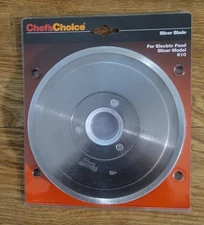 Chef'sChoice
Slicer Blade
For Electric Food
Slicer Model
610